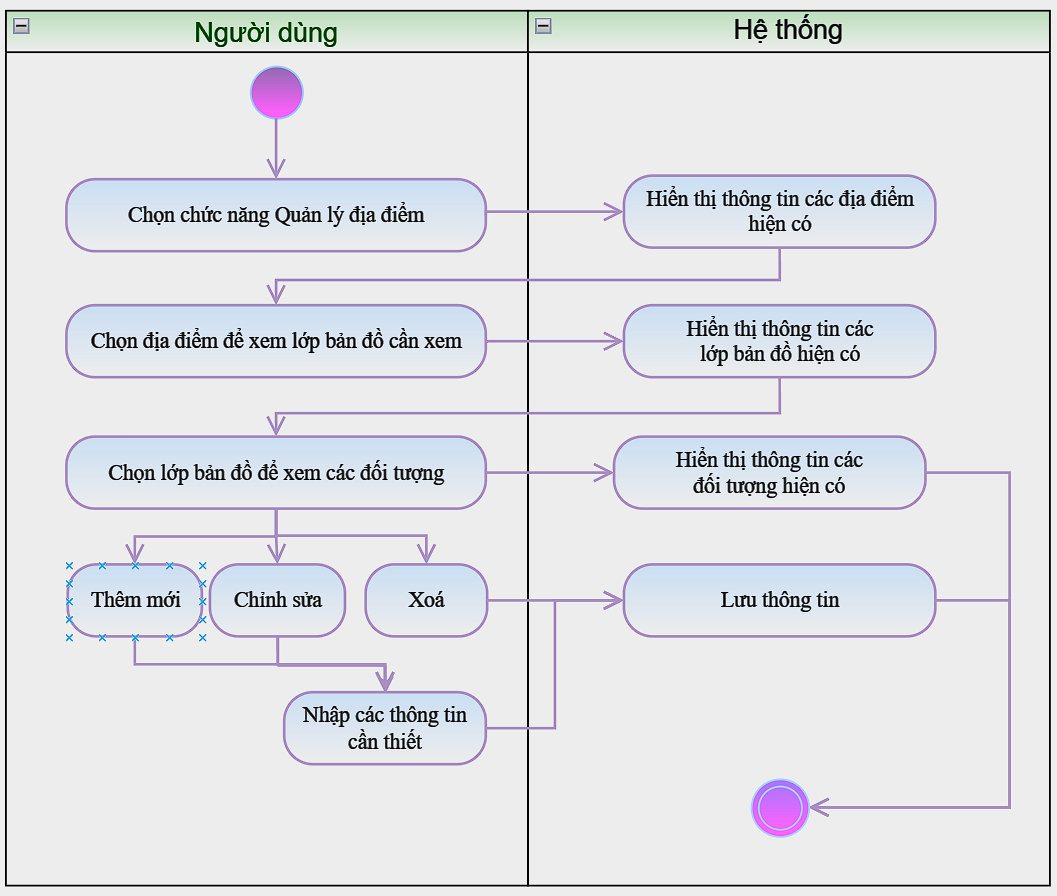 Người dùng
Hệ thống
Chọn chức năng Quản lý địa điểm
Hiển thị thông tin các địa điểm
hiện có
Chọn địa điểm để xem lớp bản đồ cần xem
Hiển thị thông tin các
lớp bản đồ hiện có
Chọn lớp bản đồ để xem các đối tượng
Hiển thị thông tin các
đối tượng hiện có
Thêm mới
Chỉnh sửa
Xoá
Lưu thông tin
Nhập các thông tin
cần thiết